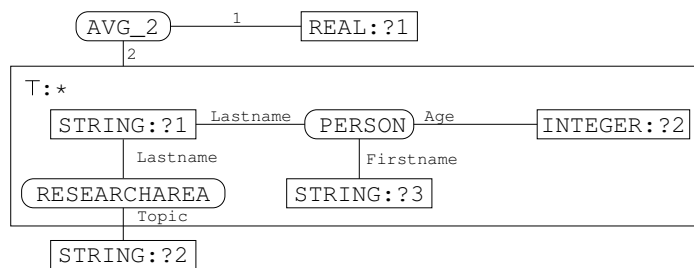 AVG_2 1 REAL:?1
2
⊤:*
STRING:?1 Lastname PERSON Age INTEGER:?2
Lastname Firstname
RESEARCHAREA STRING:?3
Topic
STRING:?2